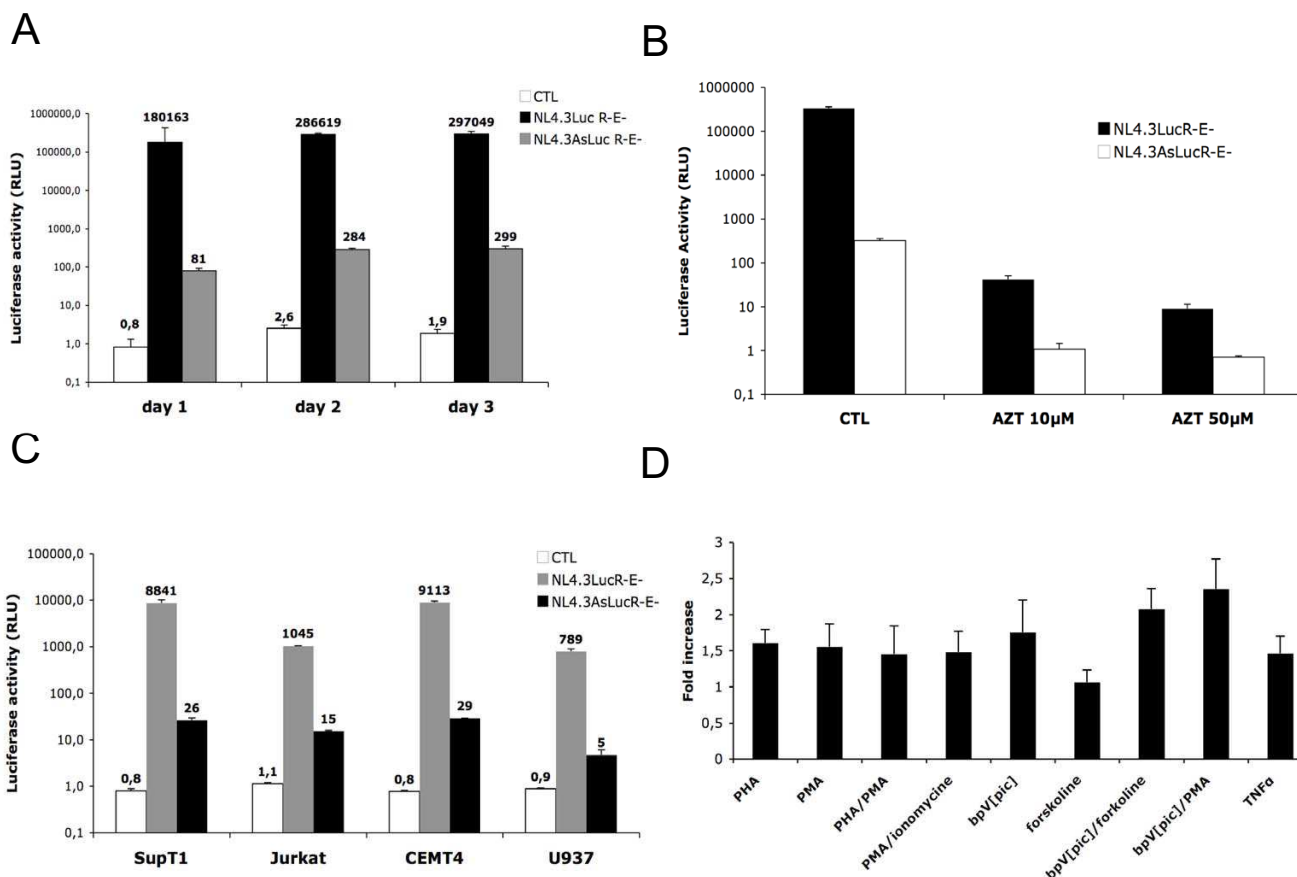 A
Luciferase activity (RLU)
1000000,0
100000,0
10000,0
1000,0
100,0
10,0
1,0
0,1
CTL
NL4.3Luc R-E-
NL4.3AsLuc R-E-
180163
286619
297049
81
284
299
0,8
2,6
1,9
day 1
day 2
day 3
B
Luciferase Activity (RLU)
1000000
100000
10000
1000
100
10
1
0,1
NL4.3LucR-E-
NL4.3AsLucR-E-
CTL
AZT 10µM
AZT 50µM
C
Luciferase activity (RLU)
100000,0
10000,0
1000,0
100,0
10,0
1,0
0,1
CTL
NL4.3LucR-E-
NL4.3AsLucR-E-
8841
1045
9113
789
26
15
29
5
0,8
1,1
0,8
0,9
SupT1
Jurkat
CEMT4
U937
D
Fold increase
3
2,5
2
1,5
1
0,5
0
PHA
PMA
PHA/PMA
PMA/ionomycine
bpV[pic]
forskoline
bpV[pic]/forkoline
bpV[pic]/PMA
TNFα